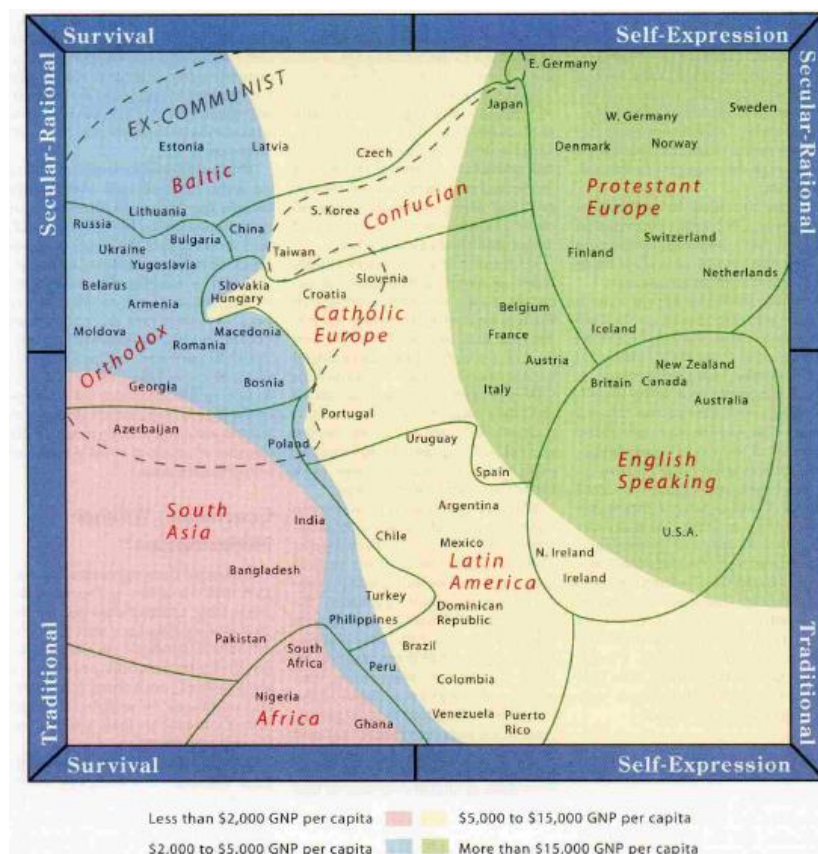 Survival
Self-Expression
Secular-Rational
Secular-Rational
EX-COMMUNIST
E. Germany
Japan
Sweden
W. Germany
Estonia
Latvia
Czech
Denmark
Norway
Baltic
Protestant
Europe
Lithuania
S. Korea
Confucian
Russia
China
Bulgaria
Ukraine
Switzerland
Yugoslavia
Taiwan
Finland
Netherlands
Belarus
Slovakia
Slovenia
Hungary
Croatia
Armenia
Catholic
Europe
Belgium
Moldova
Macedonia
Romania
France
Iceland
Orthodox
Austria
New Zealand
Georgia
Bosnia
Italy
Britain
Canada
Australia
Azerbaijan
Portugal
Poland
Uruguay
Spain
English
Speaking
South
Asia
India
Argentina
Chile
Mexico
U.S.A.
N. Ireland
Bangladesh
Latin
America
Ireland
Turkey
Philippines
Dominican
Republic
Pakistan
South
Africa
Brazil
Peru
Colombia
Nigeria
Africa
Ghana
Venezuela
Puerto
Rico
Traditional
Traditional
Survival
Self-Expression
Less than $2,000 GNP per capita
$5,000 to $15,000 GNP per capita
$2,000 to $5,000 GNP per capita
More than $15,000 GNP per capita